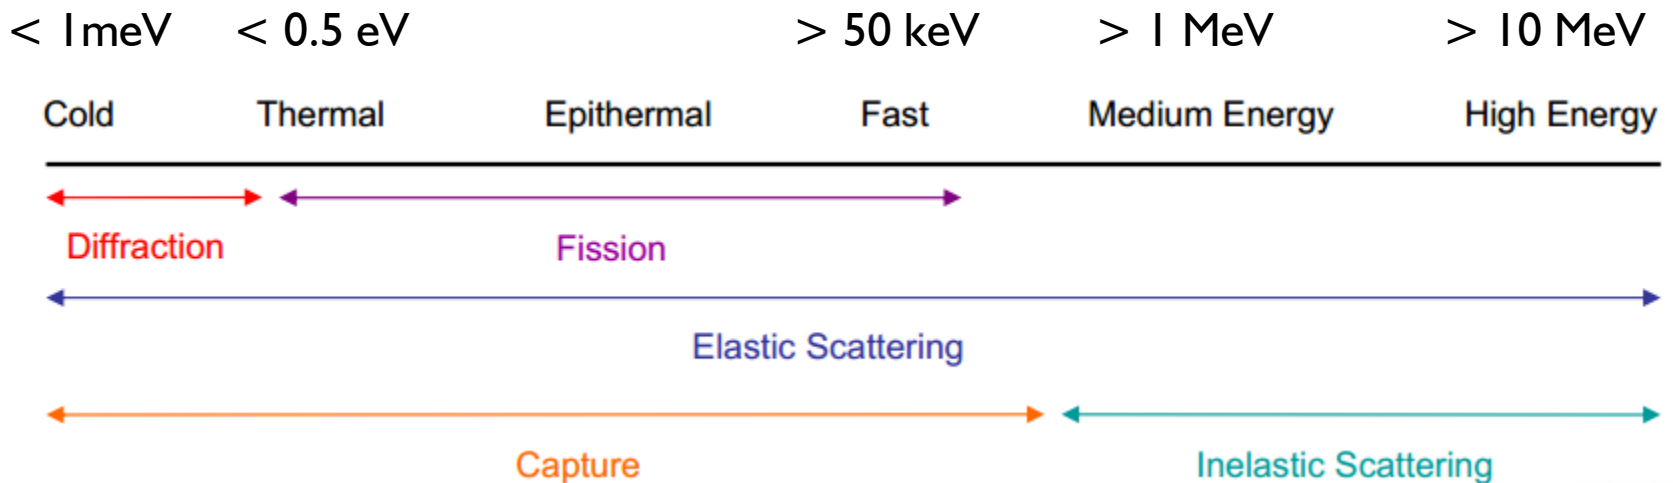 < 1meV < 0.5 eV > 50 keV > 1 MeV > 10 MeV
Cold Thermal Epithermal Fast Medium Energy High Energy
Diffraction Fission
Elastic Scattering
Capture Inelastic Scattering